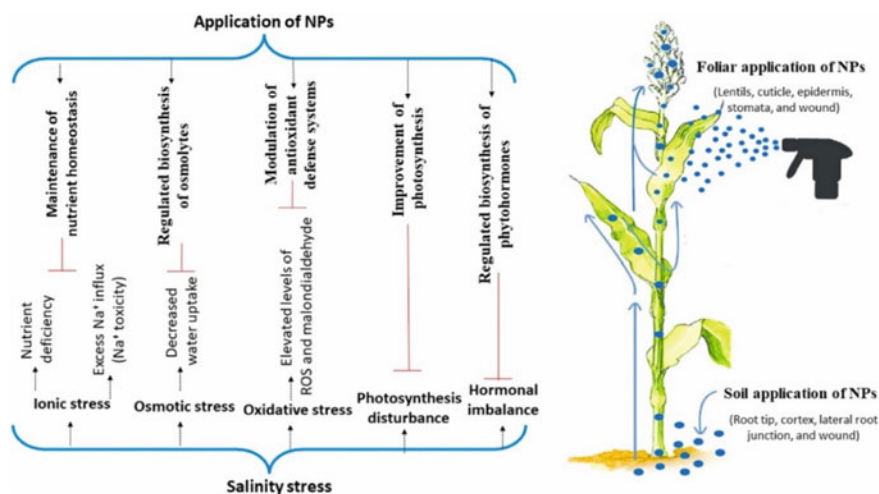 Application of NPs
Maintenance of
nutrient homeostasis
Regulated biosynthesis
of osmolytes
Modulation of
antioxidant
defense systems
Improvement of
photosynthesis
Regulated biosynthesis of
phytohormones
Nutrient
deficiency
Excess Na⁺ influx
(Na⁺ toxicity)
Decreased
water uptake
Elevated levels of
ROS and malondialdehyde
Ionic stress
Osmotic stress
Oxidative stress
Photosynthesis
disturbance
Hormonal
imbalance
Salinity stress
Foliar application of NPs
(Lentils, cuticle, epidermis,
stomata, and wound)
Soil application of NPs
(Root tip, cortex, lateral root
junction, and wound)